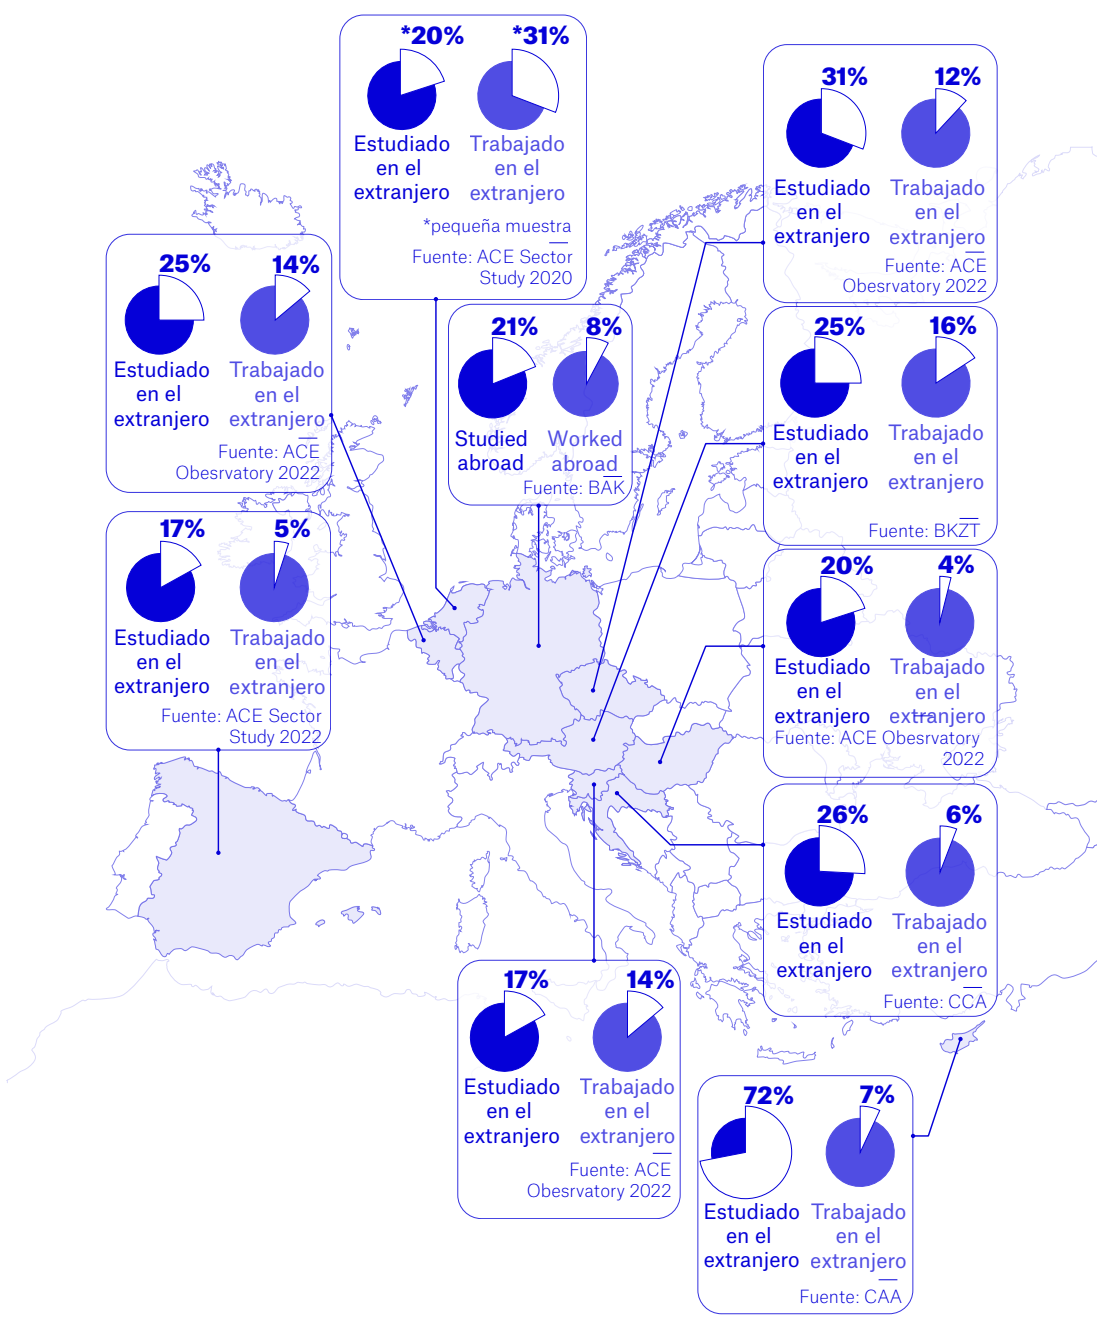 *20% *31%
Estudiado Trabajado
en el en el
extranjero extranjero
*pequeña muestra
Fuente: ACE Sector
Study 2020
31% 12%
Estudiado Trabajado
en el en el
extranjero extranjero
Fuente: ACE
Obesrvatory 2022
25% 14%
Estudiado Trabajado
en el en el
extranjero extranjero
Fuente: ACE
Obesrvatory 2022
21% 8%
Studied Worked
abroad abroad
Fuente: BAK
25% 16%
Estudiado Trabajado
en el en el
extranjero extranjero
Fuente: BKZT
17% 5%
Estudiado Trabajado
en el en el
extranjero extranjero
Fuente: ACE Sector
Study 2022
20% 4%
Estudiado Trabajado
en el en el
extranjero extranjero
Fuente: ACE Obesrvatory
2022
26% 6%
Estudiado Trabajado
en el en el
extranjero extranjero
Fuente: CCA
17% 14%
Estudiado Trabajado
en el en el
extranjero extranjero
Fuente: ACE
Obesrvatory 2022
72% 7%
Estudiado Trabajado
en el en el
extranjero extranjero
Fuente: CAA